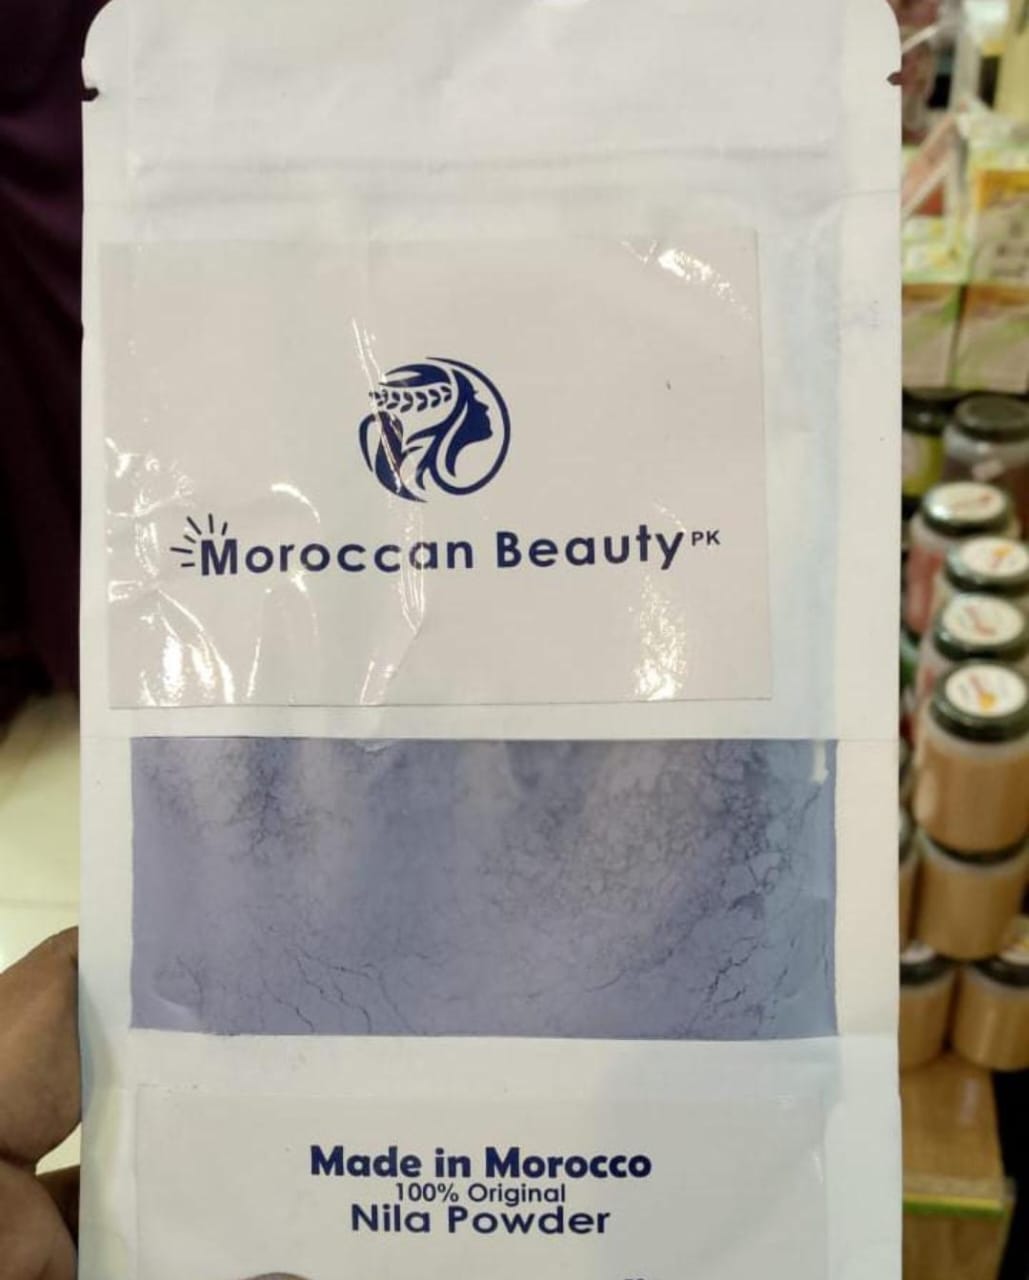 Moroccan Beauty PK
Made in Morocco
100% Original
Nila Powder